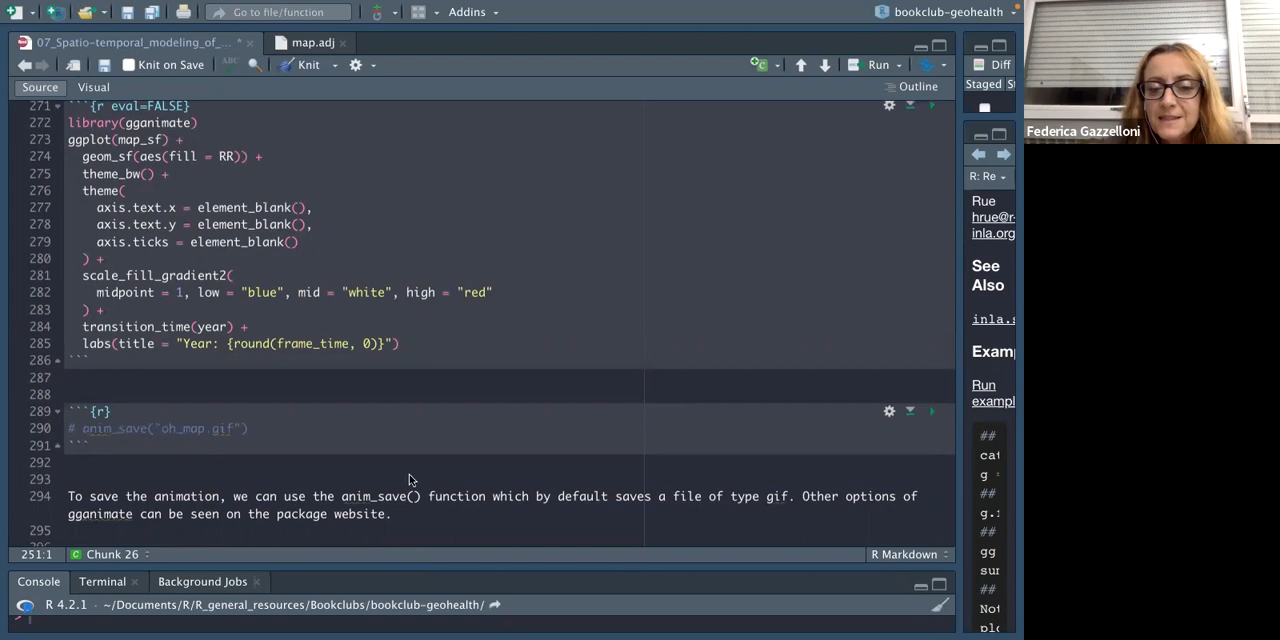 Go to file/function
Addins
bookclub-geohealth
07_Spatio-temporal_modeling_of_... *
map.adj
Knit on Save
ABC
Knit
Run
Diff
Source
Visual
Outline
Staged
271 ```{r eval=FALSE}
272 library(gganimate)
273 ggplot(map_sf) +
274 geom_sf(aes(fill = RR)) +
275 theme_bw() +
276 theme(
277 axis.text.x = element_blank(),
278 axis.text.y = element_blank(),
279 axis.ticks = element_blank()
280 ) +
281 scale_fill_gradient2(
282 midpoint = 1, low = "blue", mid = "white", high = "red"
283 ) +
284 transition_time(year) +
285 labs(title = "Year: {round(frame_time, 0)}")
286 ```
287
288
289 ```{r}
290 # anim_save("oh_map.gif")
291 ```
292
293
294 To save the animation, we can use the anim_save() function which by default saves a file of type gif. Other options of
gganimate can be seen on the package website.
295
251:1
Chunk 26
R Markdown
Console
Terminal
Background Jobs
R 4.2.1 · ~/Documents/R/R_general_resources/Bookclubs/bookclub-geohealth/
>
R: Re
Rue
hrue@r-
inla.org
See
Also
inla.s
Exam
Run
example
##
cat
g =
##
g.
##
gg
sum
##
Not
plo
Federica Gazzelloni